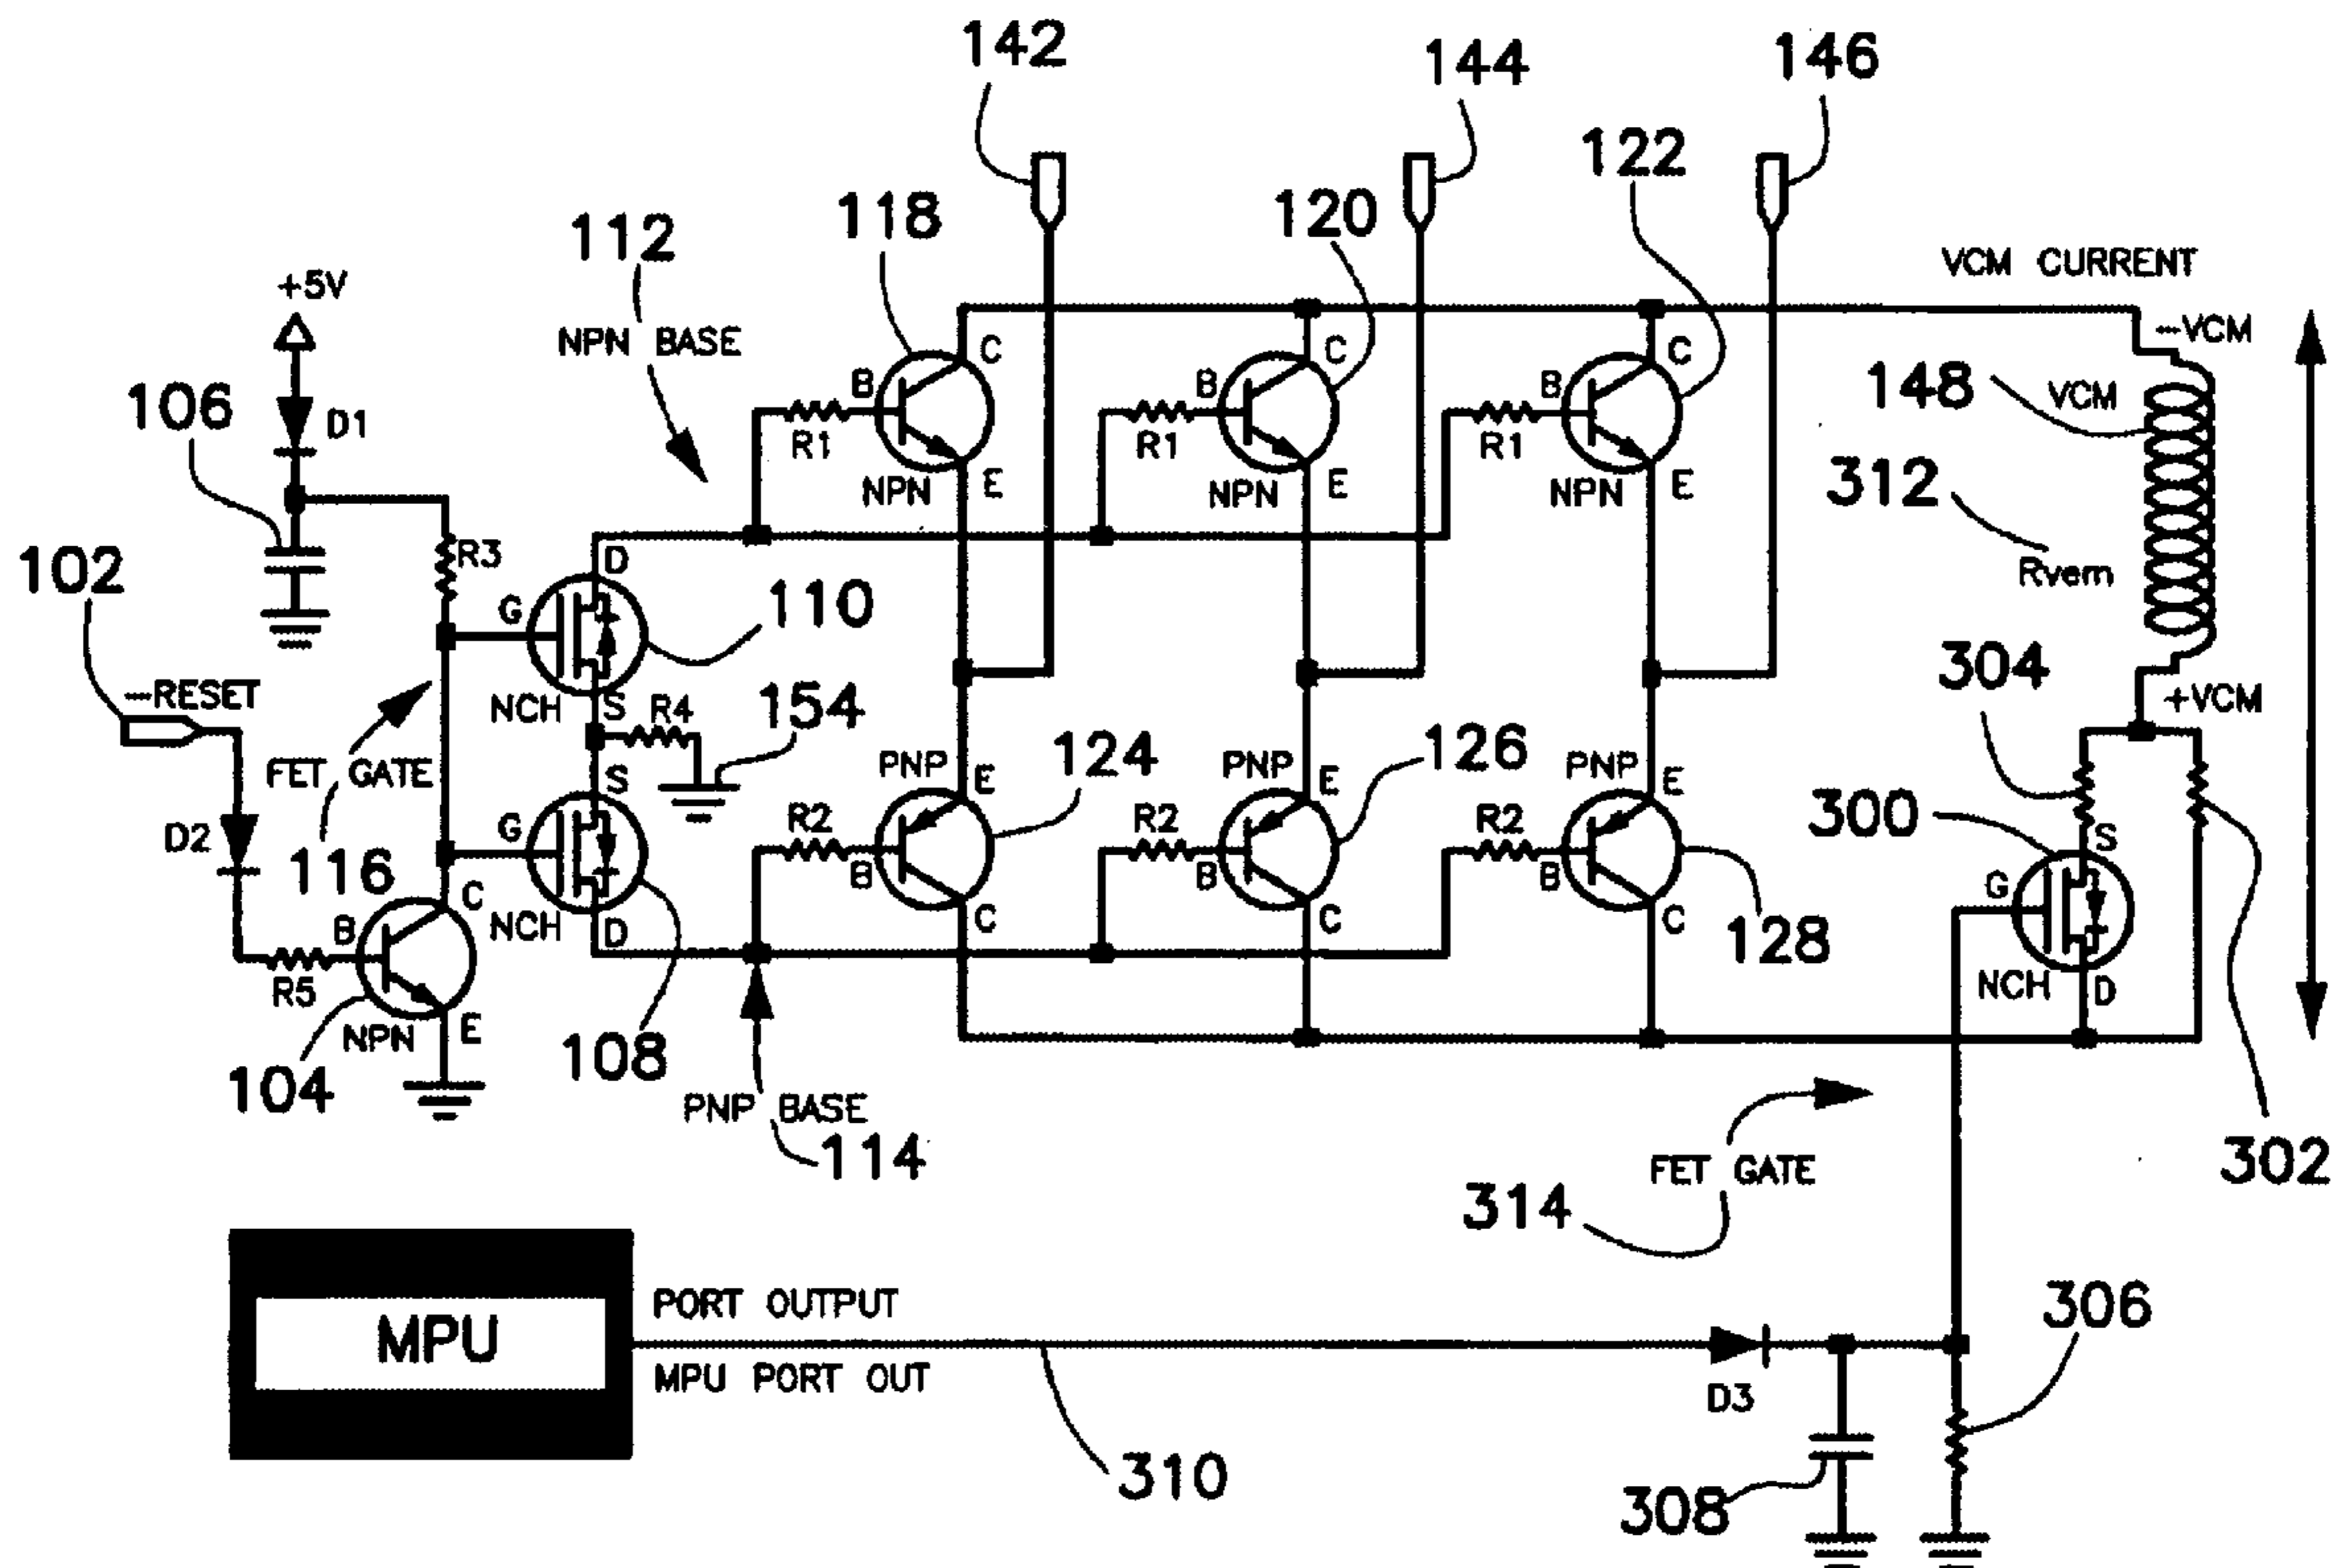 142
144
146
122
118
120
112
+5V
NPN BASE
VCM CURRENT
-VCM
106
D1
B
C
R1
NPN
E
B
C
R1
NPN
E
B
C
R1
NPN
E
148
VCM
312
Rvem
102
R3
D
G
110
NCH
S
R4
154
-RESET
FET GATE
116
+VCM
304
300
S
G
NCH
D
302
D2
S
G
NCH
D
108
PNP
E
R2
B
C
124
PNP
E
R2
B
C
126
PNP
E
R2
B
C
128
C
B
R5
NPN
E
104
PNP BASE
114
FET GATE
314
MPU
PORT OUTPUT
MPU PORT OUT
310
D3
306
308